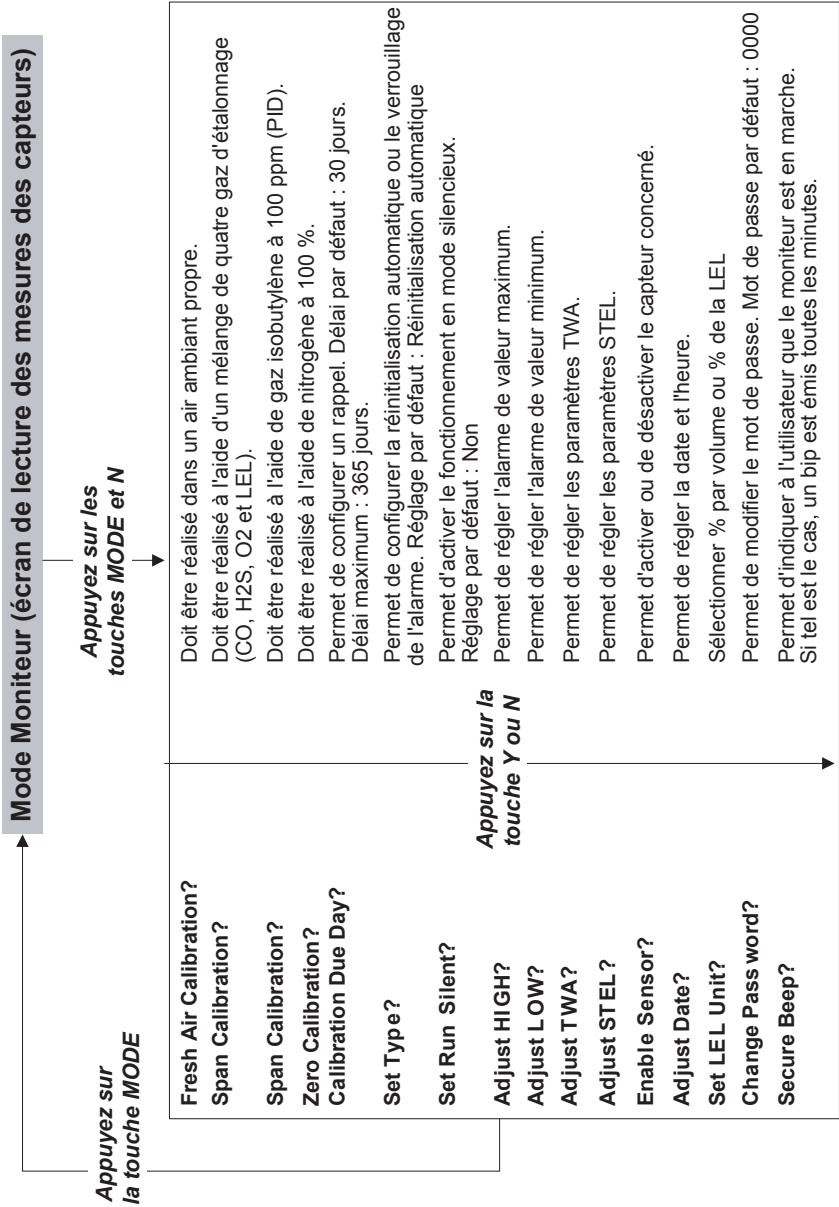 Mode Moniteur (écran de lecture des mesures des capteurs)
Appuyez sur
la touche MODE
Appuyez sur les
touches MODE et N
Fresh Air Calibration?
Doit être réalisé dans un air ambiant propre.
Span Calibration?
Doit être réalisé à l'aide d'un mélange de quatre gaz d'étalonnage
(CO, H2S, O2 et LEL).
Span Calibration?
Doit être réalisé à l'aide de gaz isobutylène à 100 ppm (PID).
Zero Calibration?
Doit être réalisé à l'aide de nitrogène à 100 %.
Calibration Due Day?
Permet de configurer un rappel. Délai par défaut : 30 jours.
Délai maximum : 365 jours.
Set Type?
Permet de configurer la réinitialisation automatique ou le verrouillage
de l'alarme. Réglage par défaut : Réinitialisation automatique
Set Run Silent?
Permet d'activer le fonctionnement en mode silencieux.
Réglage par défaut : Non
Appuyez sur la
touche Y ou N
Adjust HIGH?
Permet de régler l'alarme de valeur maximum.
Adjust LOW?
Permet de régler l'alarme de valeur minimum.
Adjust TWA?
Permet de régler les paramètres TWA.
Adjust STEL?
Permet de régler les paramètres STEL.
Enable Sensor?
Permet d'activer ou de désactiver le capteur concerné.
Adjust Date?
Permet de régler la date et l'heure.
Set LEL Unit?
Sélectionner % par volume ou % de la LEL
Change Pass word?
Permet de modifier le mot de passe. Mot de passe par défaut : 0000
Secure Beep?
Permet d'indiquer à l'utilisateur que le moniteur est en marche.
Si tel est le cas, un bip est émis toutes les minutes.